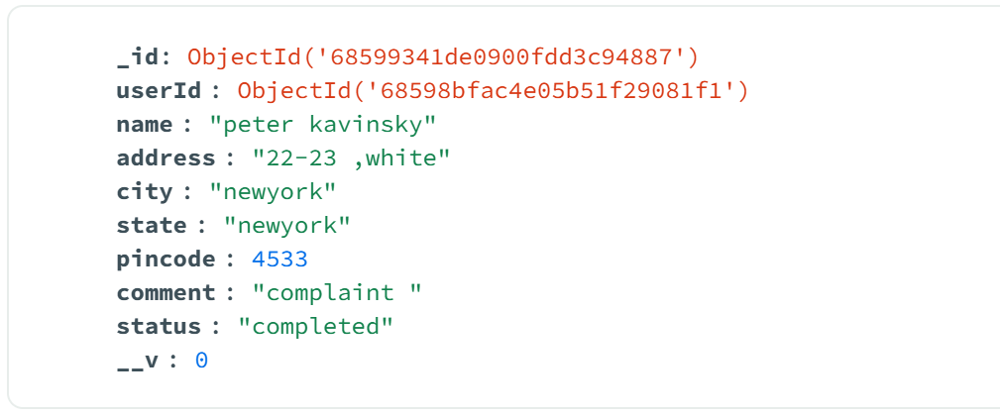 _id: ObjectId('68599341de0900fdd3c94887')
userId : ObjectId('68598bfac4e05b51f29081f1')
name : "peter kavinsky"
address : "22-23 ,white"
city : "newyork"
state : "newyork"
pincode : 4533
comment : "complaint "
status : "completed"
__v : 0